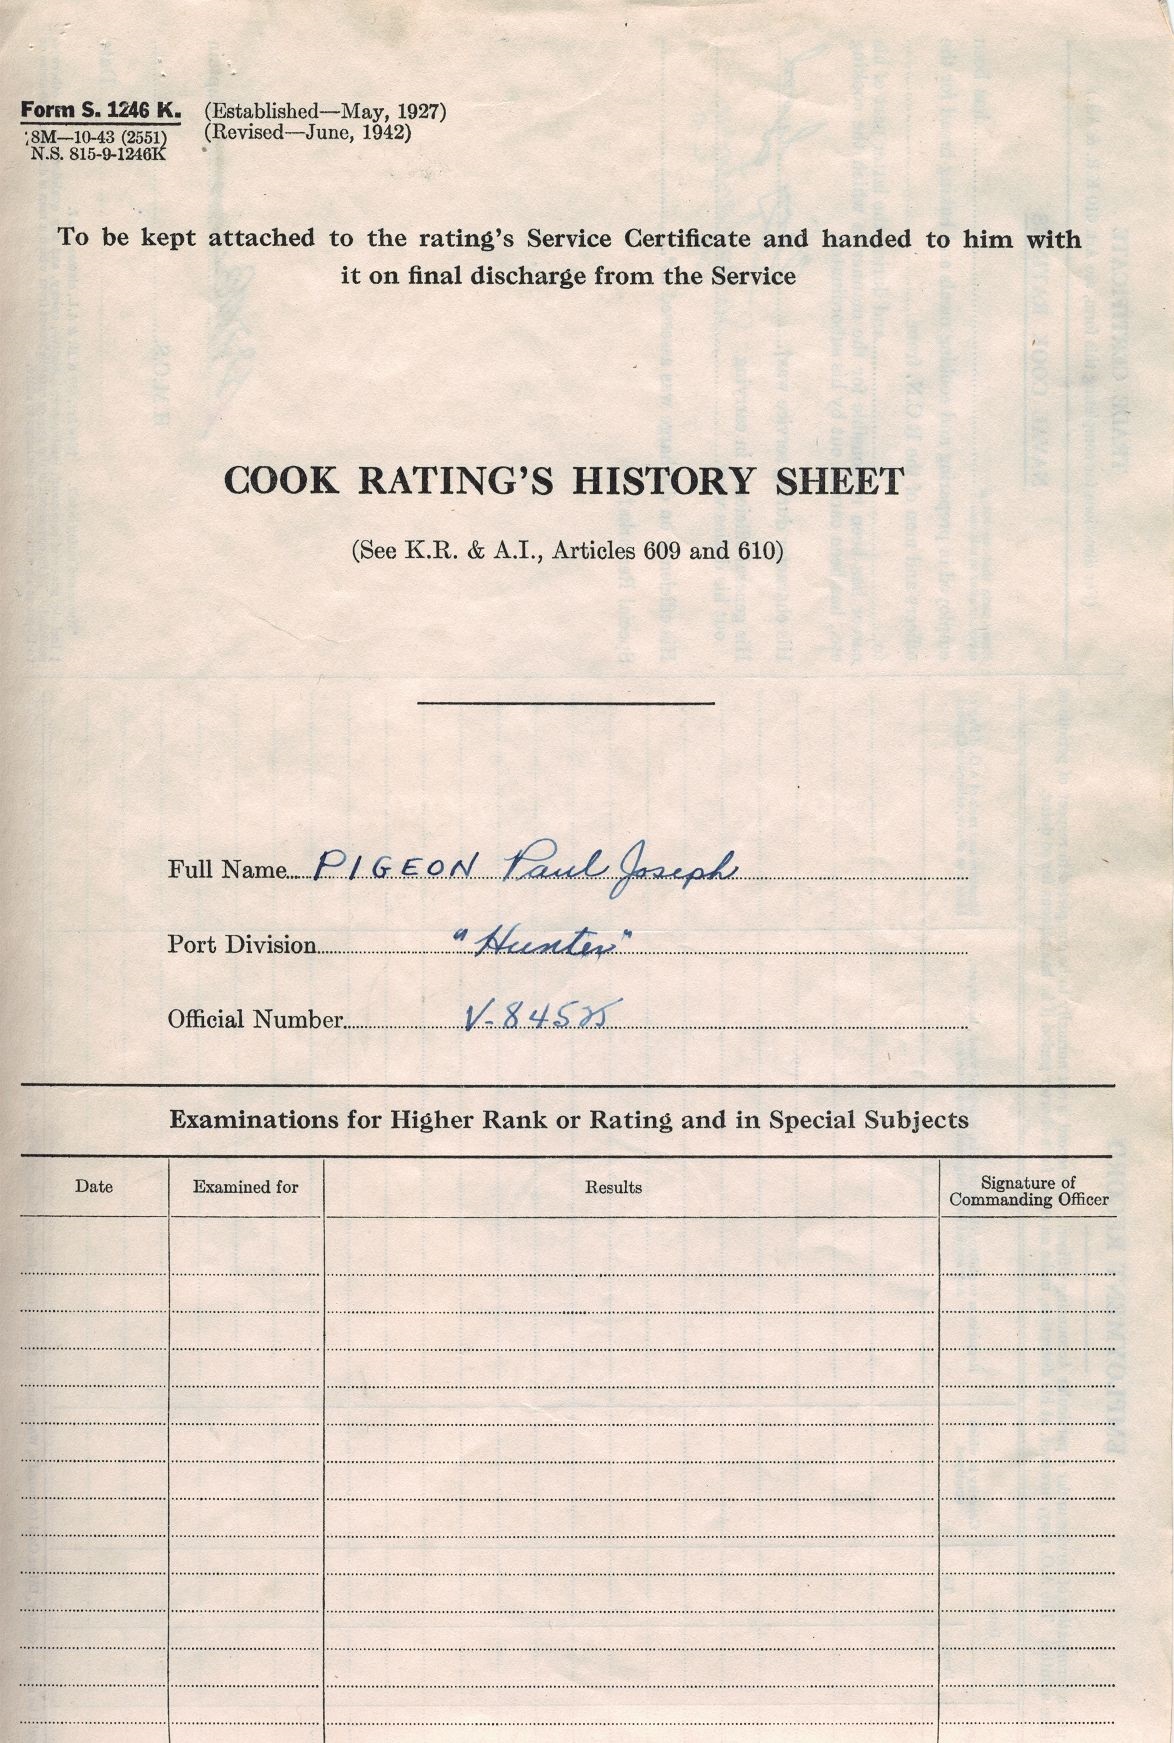 Form S. 1246 K. (Established—May, 1927)
8M—10-43 (2551) (Revised—June, 1942)
N.S. 815-9-1246K
To be kept attached to the rating's Service Certificate and handed to him with
it on final discharge from the Service
COOK RATING'S HISTORY SHEET
(See K.R. & A.I., Articles 609 and 610)
Full Name PIGEON Paul Joseph
Port Division "Hunter"
Official Number V-84525
Examinations for Higher Rank or Rating and in Special Subjects
Date Examined for Results Signature of
Commanding Officer